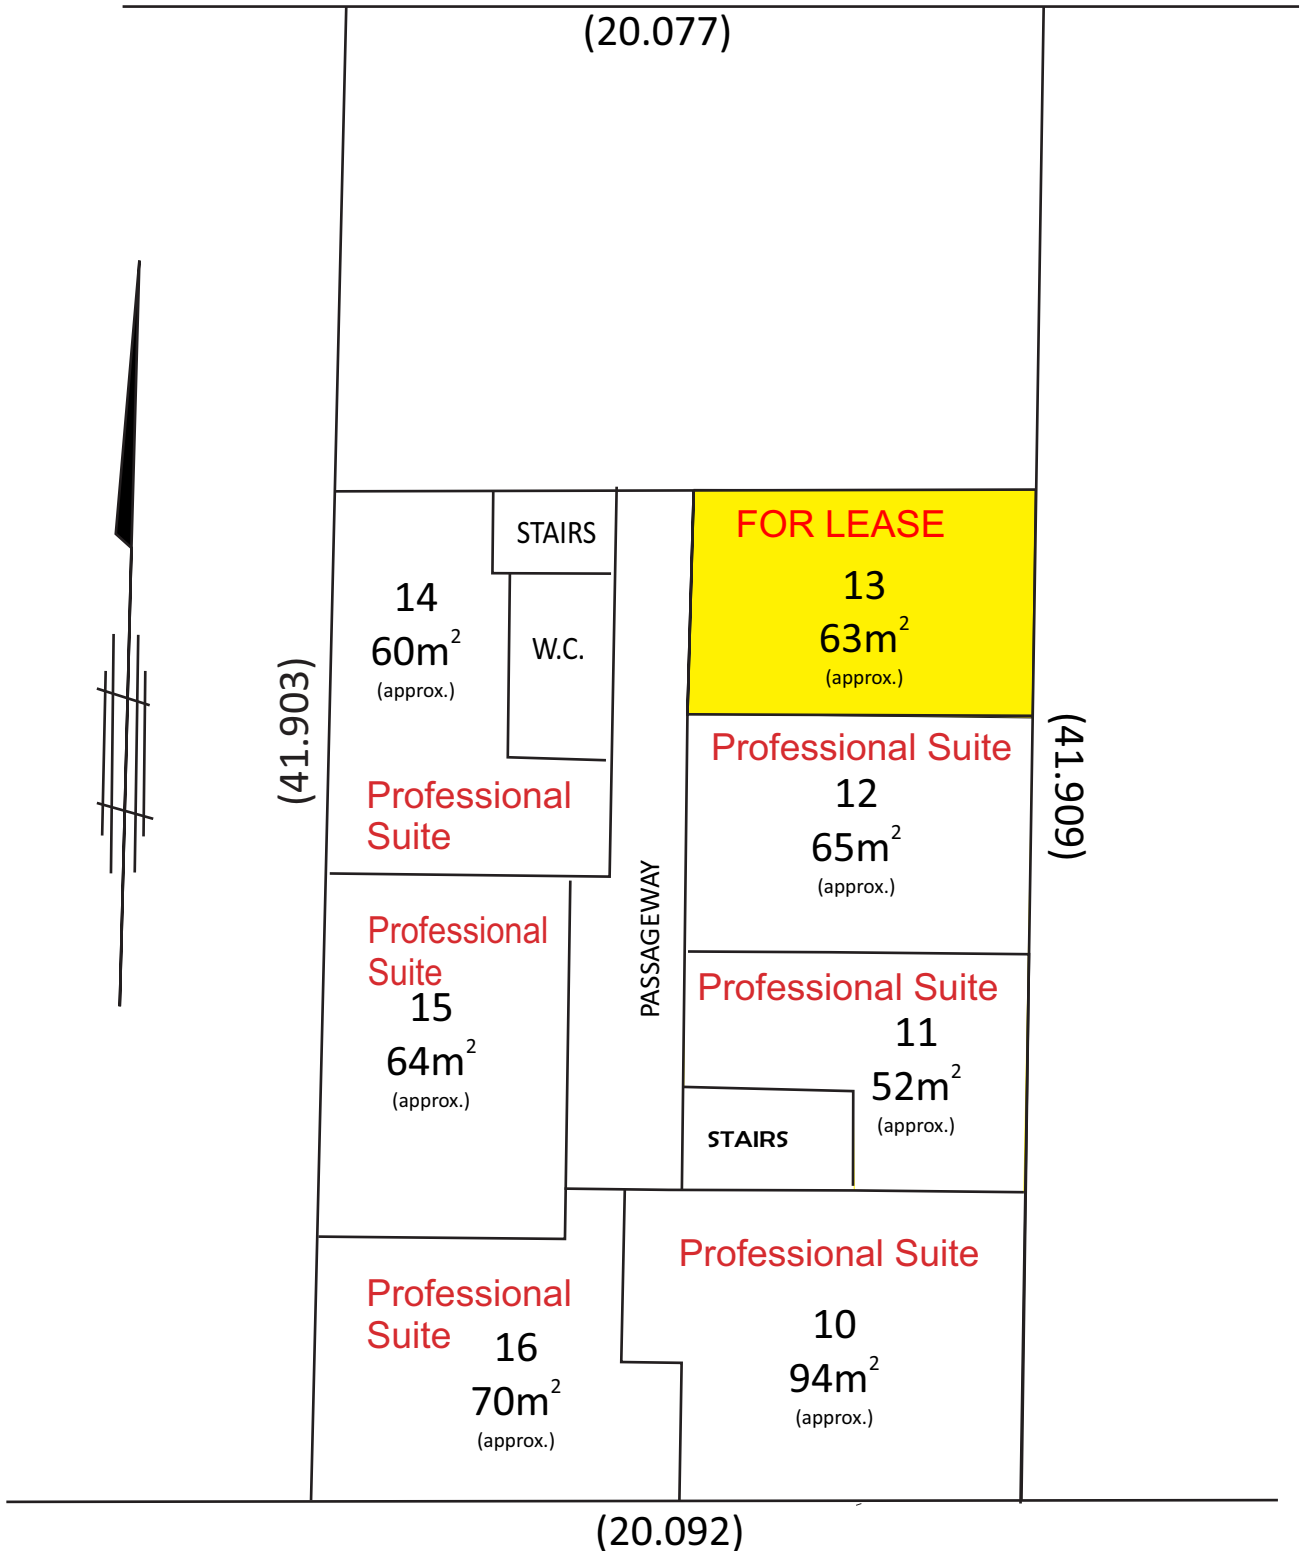 (20.077)
STAIRS
14
60m²
(approx.)
W.C.
Professional
Suite
FOR LEASE
13
63m²
(approx.)
(41.903)
(41.909)
Professional Suite
12
65m²
(approx.)
PASSAGEWAY
Professional
Suite
15
64m²
(approx.)
Professional Suite
11
52m²
(approx.)
STAIRS
Professional
Suite
16
70m²
(approx.)
Professional Suite
10
94m²
(approx.)
(20.092)